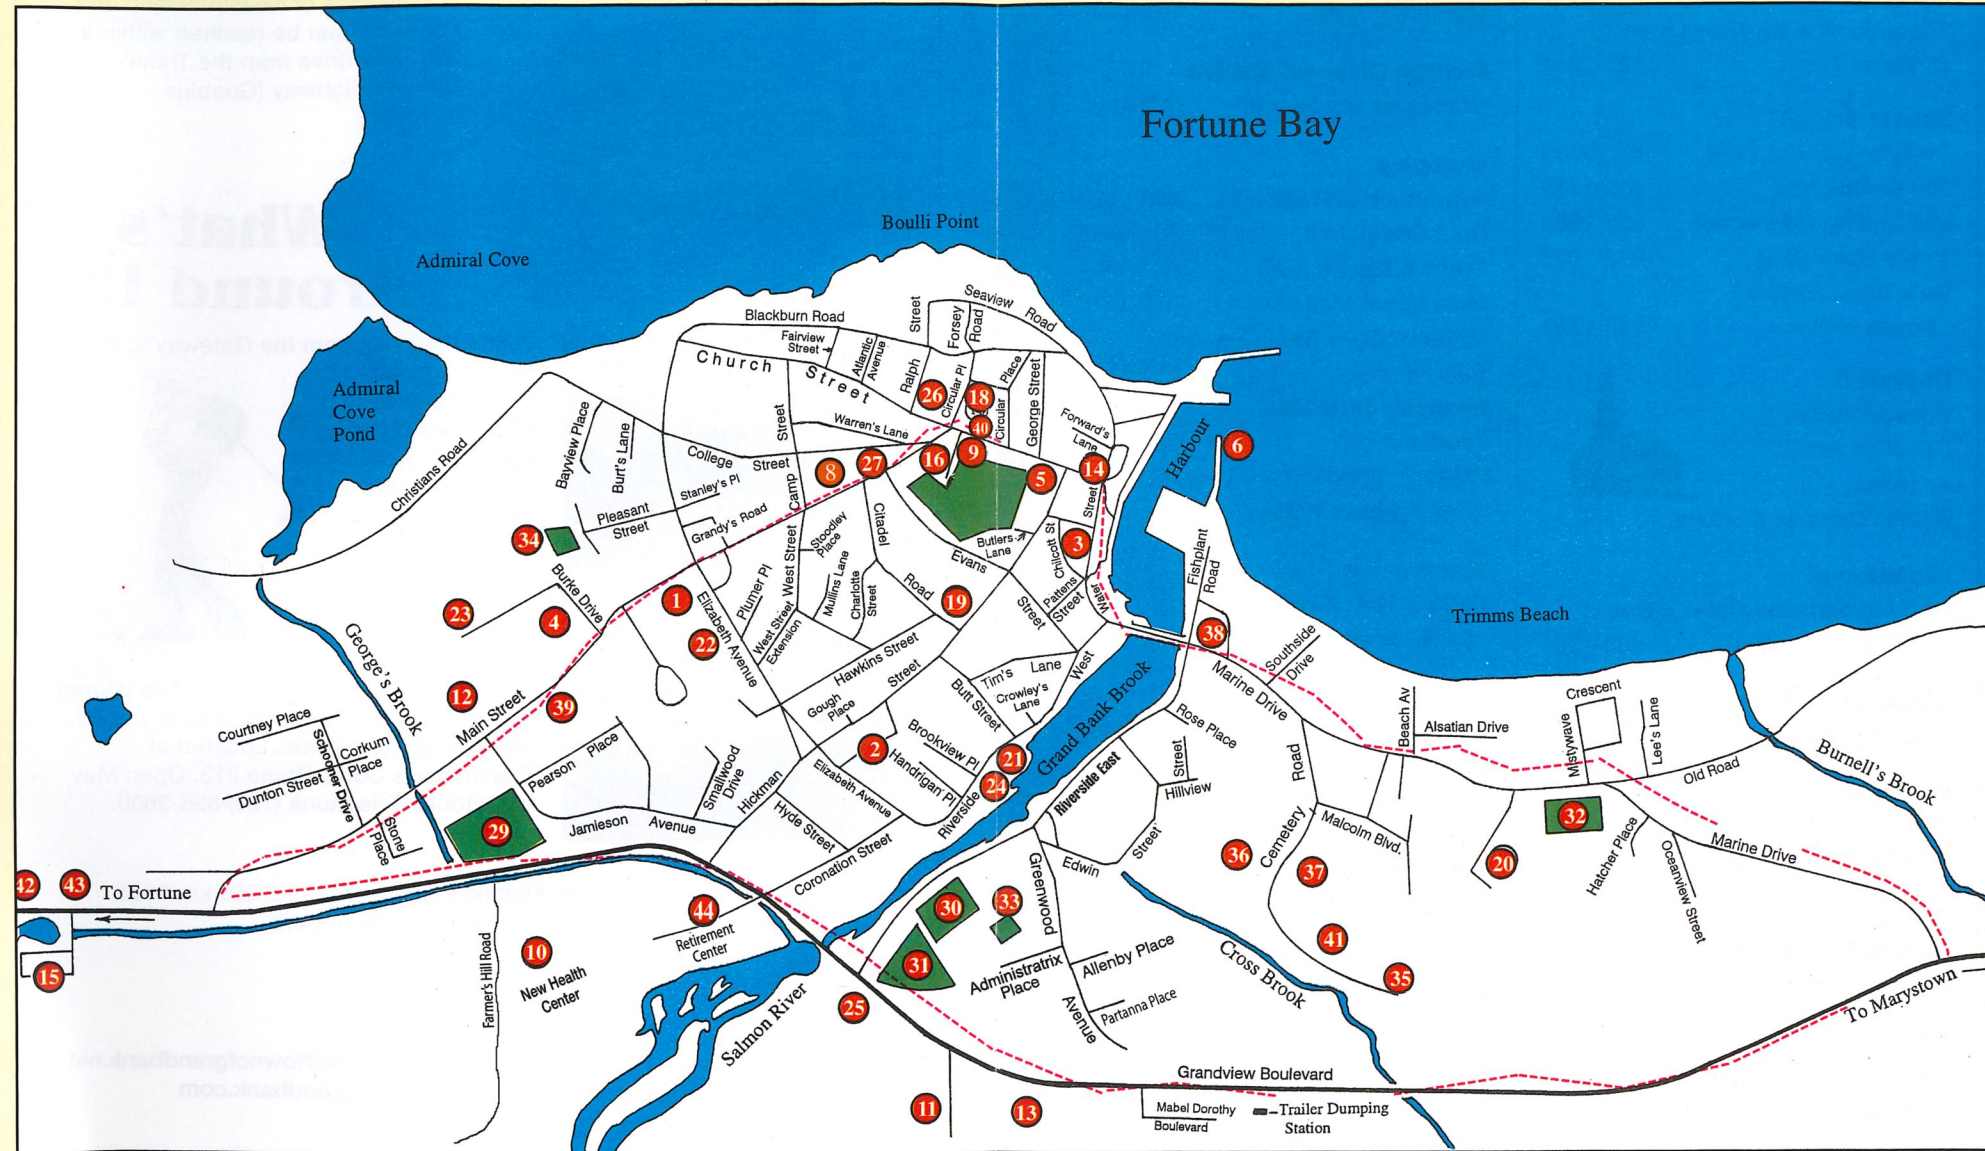 Fortune Bay
Boulli Point
Admiral Cove
Seaview Road
Blackburn Road
Street
Forsey
Road
Fairview
Street
Atlantic
Avenue
Church Street
Ralph
Circular Pl
Place
Circular
George Street
26
18
40
Admiral
Cove
Pond
Warren's Lane
Forward's
Lane
Harbour
6
Street
Bayview Place
Burt's Lane
Christians Road
College Street
8
27
16
9
5
14
Stanley's Pl
Camp
Street
Pleasant
Street
Grandy's Road
Citadel
Stoodley
Place
Butlers
Lane
Chilcott St
3
34
Evans
Fishplant
Road
Burke Drive
Plumer Pl
West Street
Mullins Lane
Charlotte
Street
Road
Pattens
Street
Water
23
4
1
19
Street
Trimms Beach
George's Brook
22
Elizabeth Avenue
West Street
Extension
Hawkins Street
38
Southside
Drive
Marine Drive
Tim's Lane
West
Street
Gough
Place
Butt Street
Crowley's
Lane
12
Main Street
39
Courtney Place
Schooner Drive
Corkum
Place
Dunton Street
Stone
Place
Pearson Place
Smallwood
Drive
Hickman
2
Brookview Pl
Handrigan Pl
Elizabeth Avenue
21
24
Riverside
Grand Bank Brook
Riverside East
Rose Place
Street
Hillview
Road
Beach Av
Alsatian Drive
Crescent
Mistywave
Lee's Lane
Old Road
Burnell's Brook
29
Jamieson Avenue
Hyde Street
Coronation Street
Edwin
Street
36
Cemetery
37
Malcolm Blvd.
20
32
Hatcher Place
Oceanview Street
Marine Drive
42
43
To Fortune
44
Retirement
Center
30
33
Greenwood
41
35
15
Farmer's Hill Road
10
New Health
Center
31
Administratrix
Place
Allenby Place
Cross Brook
Salmon River
25
Avenue
Partanna Place
To Marystown
Grandview Boulevard
11
13
Mabel Dorothy
Boulevard
Trailer Dumping
Station